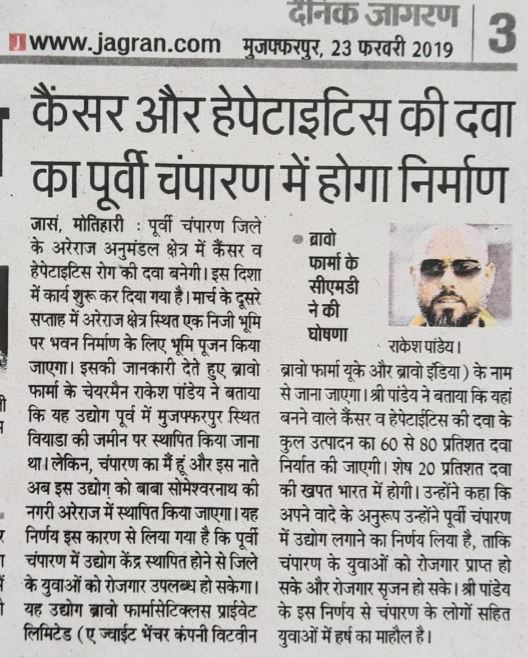 दैनिक जागरण
www.jagran.com मुजफ्फरपुर, 23 फरवरी 2019
3
कैंसर और हेपेटाइटिस की दवा
का पूर्वी चंपारण में होगा निर्माण
जासं, मोतिहारी : पूर्वी चंपारण जिले
के अरेराज अनुमंडल क्षेत्र में कैंसर व
हेपेटाइटिस रोग की दवा बनेगी। इस दिशा
में कार्य शुरू कर दिया गया है। मार्च के दूसरे
सप्ताह में अरेराज क्षेत्र स्थित एक निजी भूमि
पर भवन निर्माण के लिए भूमि पूजन किया
जाएगा। इसकी जानकारी देते हुए ब्रावो
फार्मा के चेयरमैन राकेश पांडेय ने बताया
कि यह उद्योग पूर्व में मुजफ्फरपुर स्थित
वियाडा की जमीन पर स्थापित किया जाना
था। लेकिन, चंपारण का मैं हूं और इस नाते
अब इस उद्योग को बाबा सोमेश्वरनाथ की
नगरी अरेराज में स्थापित किया जाएगा। यह
निर्णय इस कारण से लिया गया है कि पूर्वी
चंपारण में उद्योग केंद्र स्थापित होने से जिले
के युवाओं को रोजगार उपलब्ध हो सकेगा।
यह उद्योग ब्रावो फार्मासेटिक्लस प्राईवेट
लिमिटेड (ए ज्वाईट भेंचर कंपनी विटवीन
ब्रावो
फार्मा के
सीएमडी
ने की
घोषणा
राकेश पांडेय।
ब्रावो फार्मा यूके और ब्रावो इंडिया) के नाम
से जाना जाएगा। श्री पांडेय ने बताया कि यहां
बनने वाले कैंसर व हेपेटाईटिस की दवा के
कुल उत्पादन का 60 से 80 प्रतिशत दवा
निर्यात की जाएगी। शेष 20 प्रतिशत दवा
की खपत भारत में होगी। उन्होंने कहा कि
अपने वादे के अनुरूप उन्होंने पूर्वी चंपारण
में उद्योग लगाने का निर्णय लिया है, ताकि
चंपारण के युवाओं को रोजगार प्राप्त हो
सके और रोजगार सृजन हो सके। श्री पांडेय
के इस निर्णय से चंपारण के लोगों सहित
युवाओं में हर्ष का माहौल है।